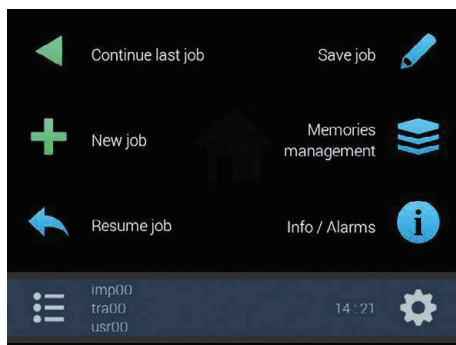 Continue last job
Save job
New job
Memories
management
Resume job
Info / Alarms
i
imp00
tra00
usr00
14:21